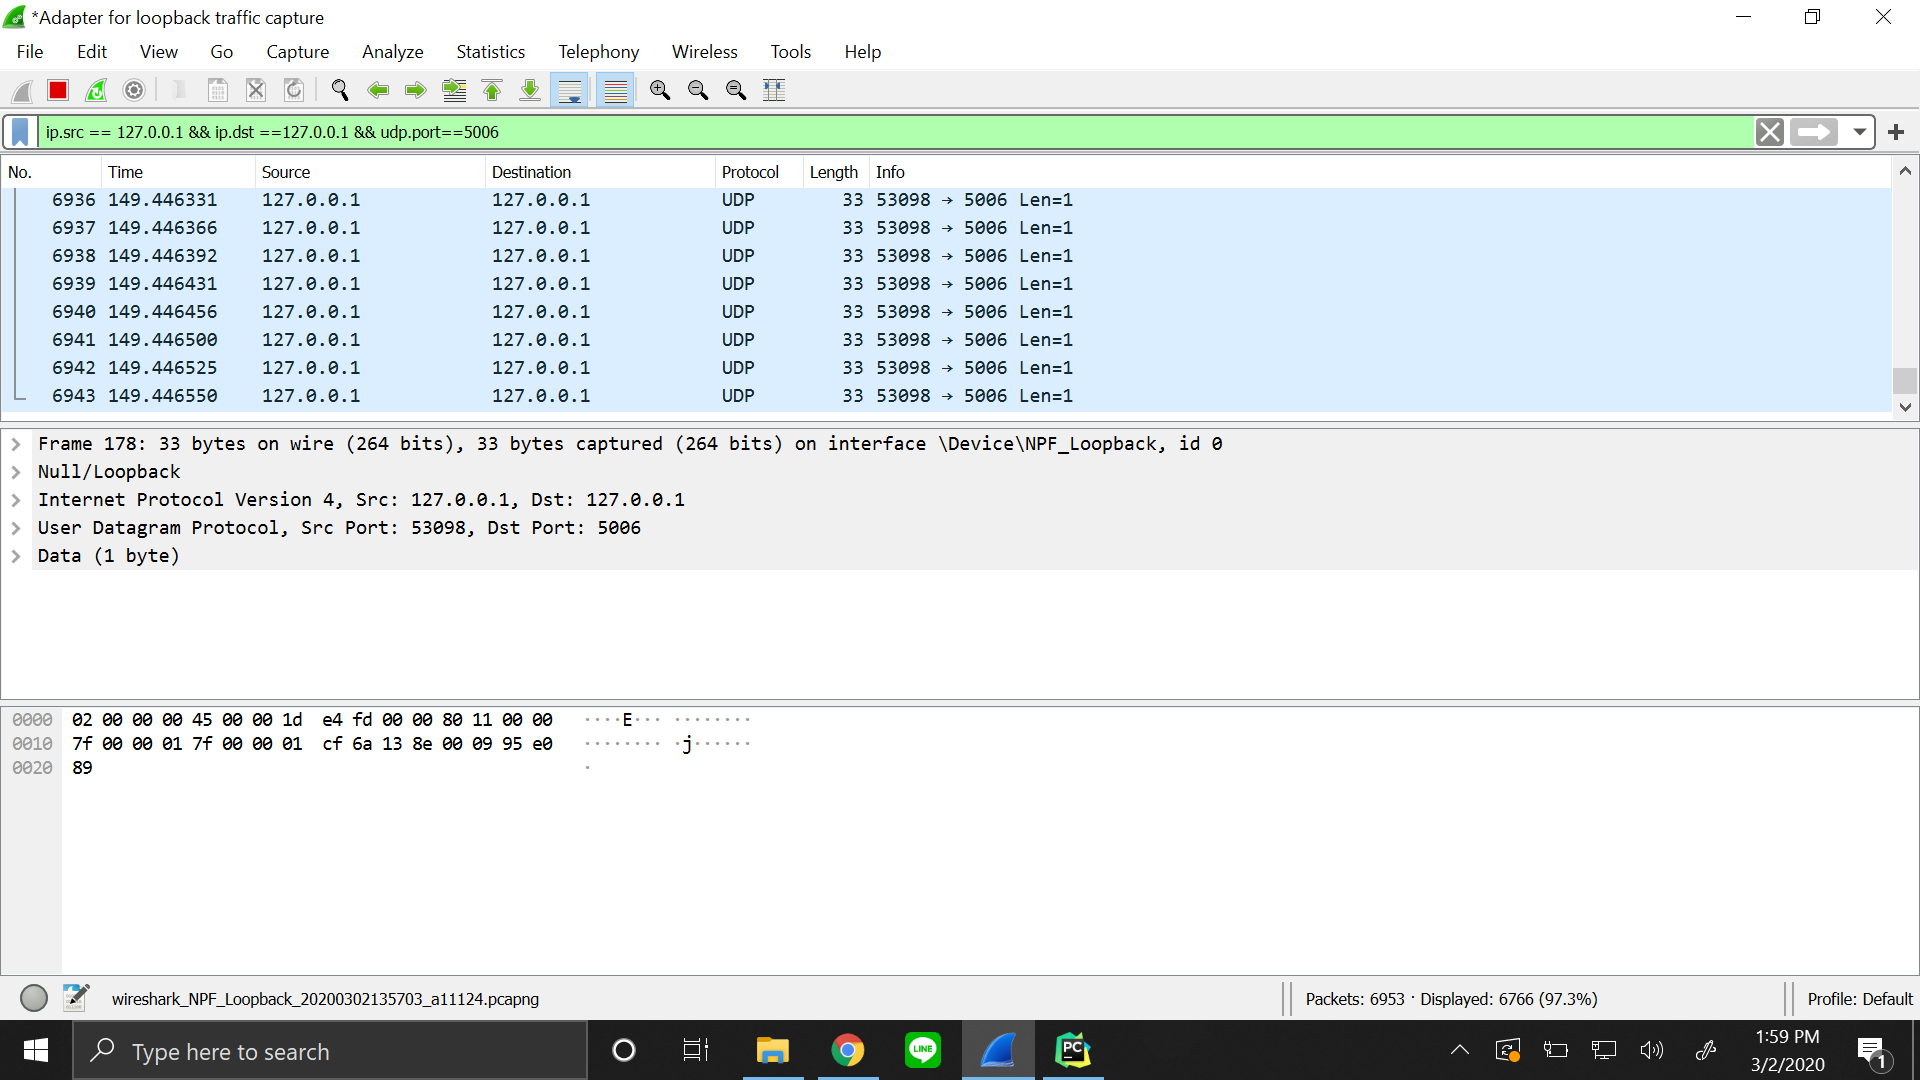 *Adapter for loopback traffic capture
File Edit View Go Capture Analyze Statistics Telephony Wireless Tools Help
ip.src == 127.0.0.1 && ip.dst ==127.0.0.1 && udp.port==5006
No. Time Source Destination Protocol Length Info
6936 149.446331 127.0.0.1 127.0.0.1 UDP 33 53098 → 5006 Len=1
6937 149.446366 127.0.0.1 127.0.0.1 UDP 33 53098 → 5006 Len=1
6938 149.446392 127.0.0.1 127.0.0.1 UDP 33 53098 → 5006 Len=1
6939 149.446431 127.0.0.1 127.0.0.1 UDP 33 53098 → 5006 Len=1
6940 149.446456 127.0.0.1 127.0.0.1 UDP 33 53098 → 5006 Len=1
6941 149.446500 127.0.0.1 127.0.0.1 UDP 33 53098 → 5006 Len=1
6942 149.446525 127.0.0.1 127.0.0.1 UDP 33 53098 → 5006 Len=1
6943 149.446550 127.0.0.1 127.0.0.1 UDP 33 53098 → 5006 Len=1
Frame 178: 33 bytes on wire (264 bits), 33 bytes captured (264 bits) on interface \Device\NPF_Loopback, id 0
Null/Loopback
Internet Protocol Version 4, Src: 127.0.0.1, Dst: 127.0.0.1
User Datagram Protocol, Src Port: 53098, Dst Port: 5006
Data (1 byte)
0000 02 00 00 00 45 00 00 1d e4 fd 00 00 80 11 00 00 ····E··· ········
0010 7f 00 00 01 7f 00 00 01 cf 6a 13 8e 00 09 95 e0 ········ ·j······
0020 89 ·
wireshark_NPF_Loopback_20200302135703_a11124.pcapng Packets: 6953 · Displayed: 6766 (97.3%) Profile: Default
Type here to search LINE PC 1:59 PM
3/2/2020 1